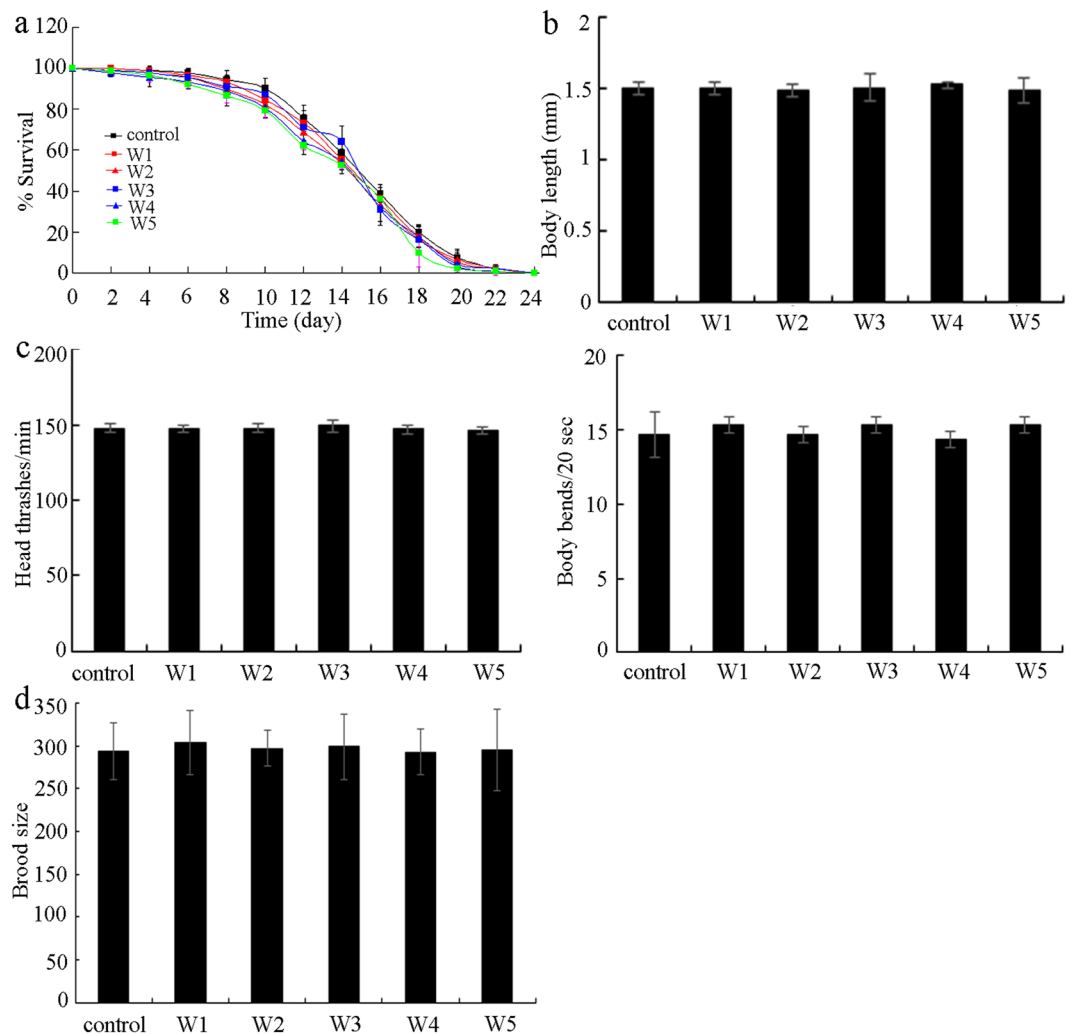 a
% Survival
100
80
60
40
20
0
control
W1
W2
W3
W4
W5
0 2 4 6 8 10 12 14 16 18 20 22 24
Time (day)
b
Body length (mm)
2
1.5
1
0.5
0
control W1 W2 W3 W4 W5
c
Head thrashes/min
200
150
100
50
0
control W1 W2 W3 W4 W5
Body bends/20 sec
20
15
10
5
0
control W1 W2 W3 W4 W5
d
Brood size
350
300
250
200
150
100
50
0
control W1 W2 W3 W4 W5